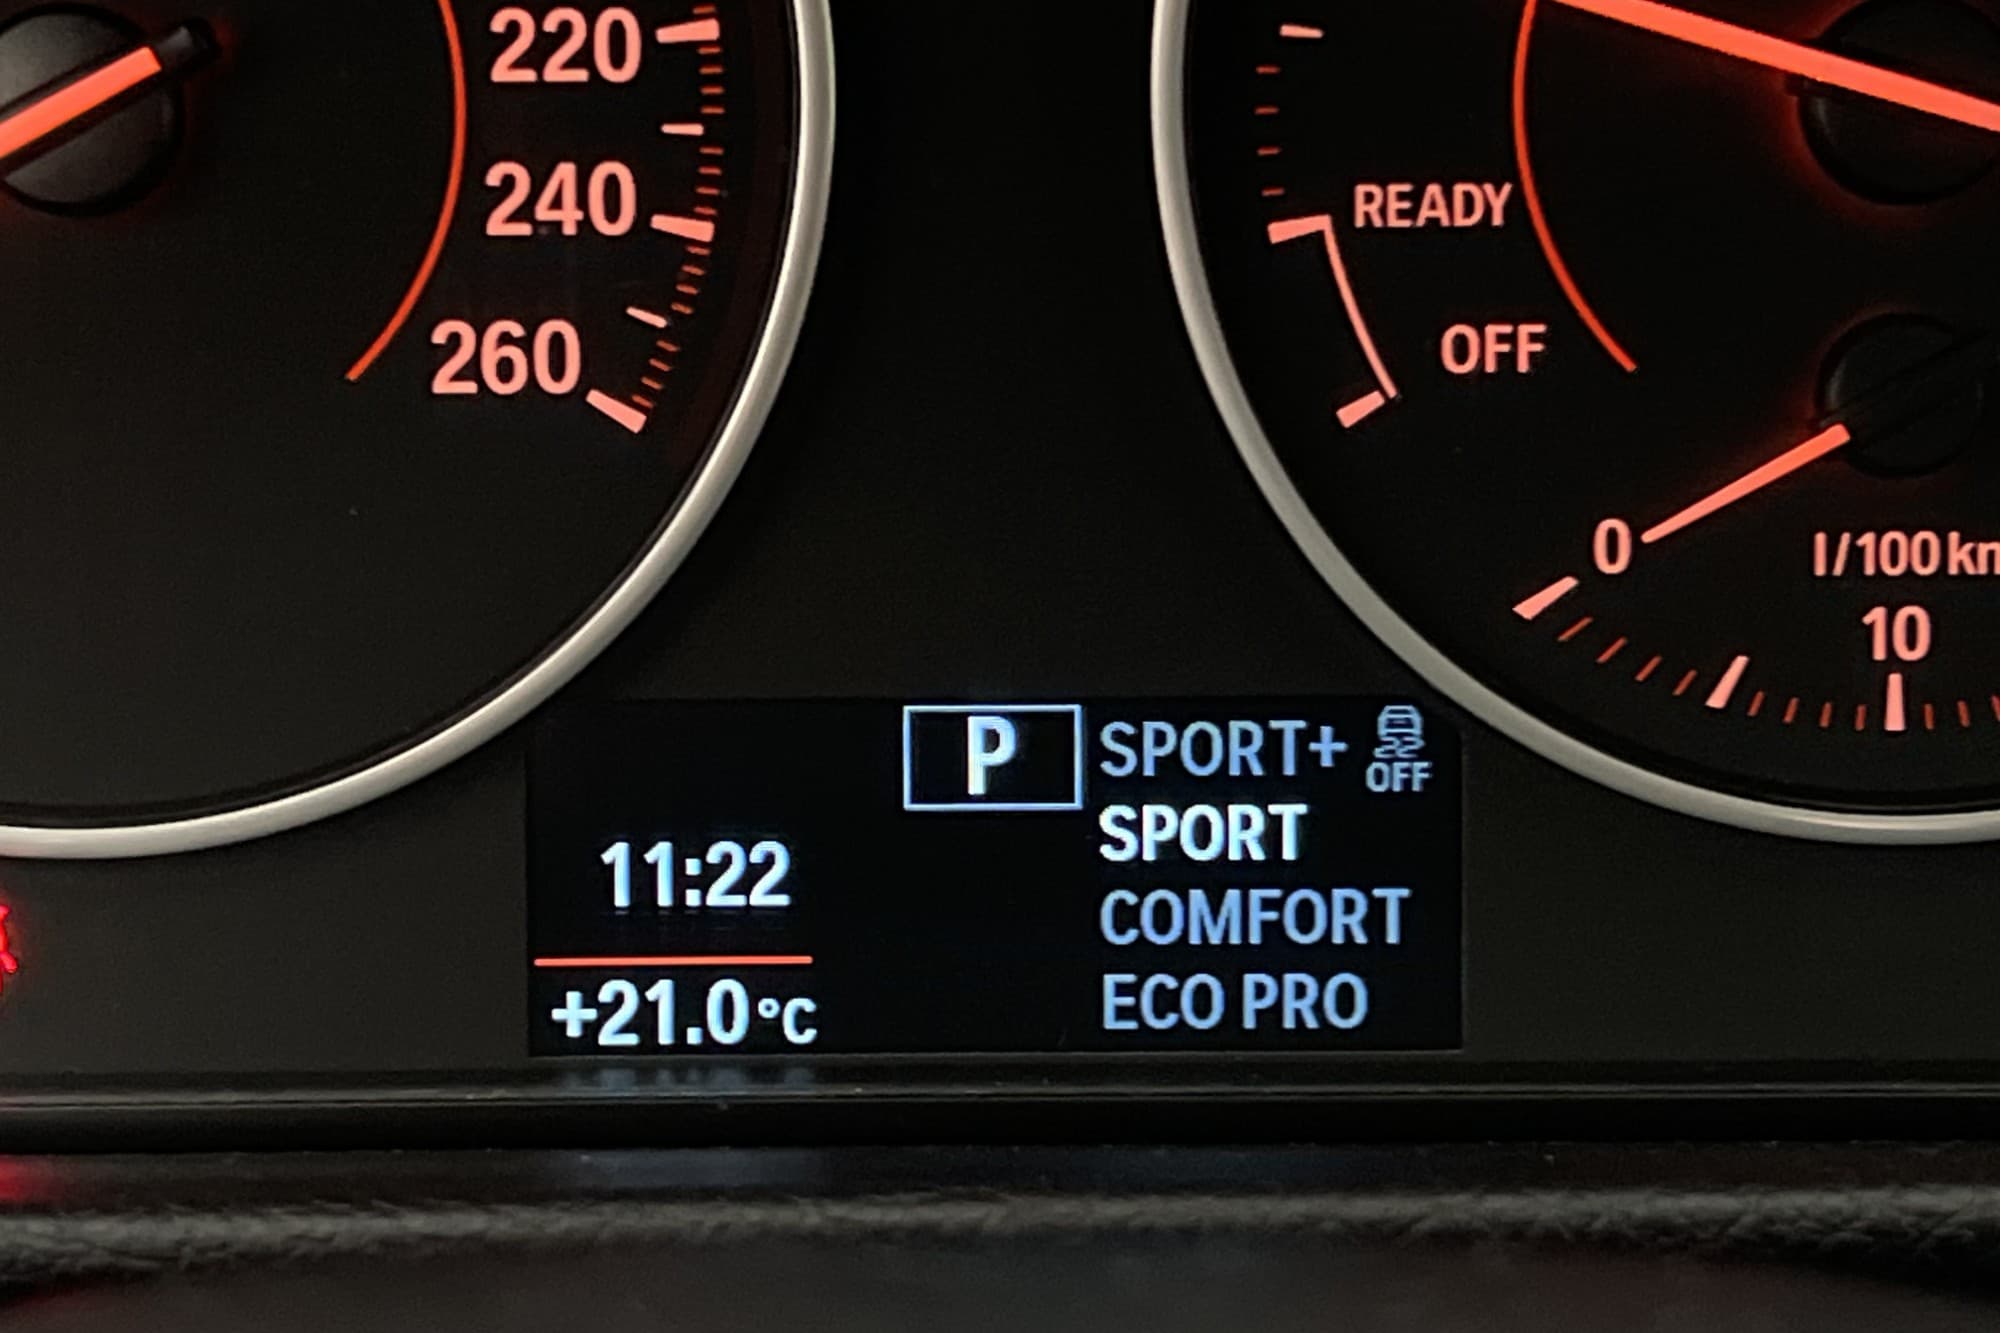 220
240
260
READY
OFF
0
l/100 km
10
P
SPORT+
OFF
SPORT
COMFORT
ECO PRO
11:22
+21.0°C